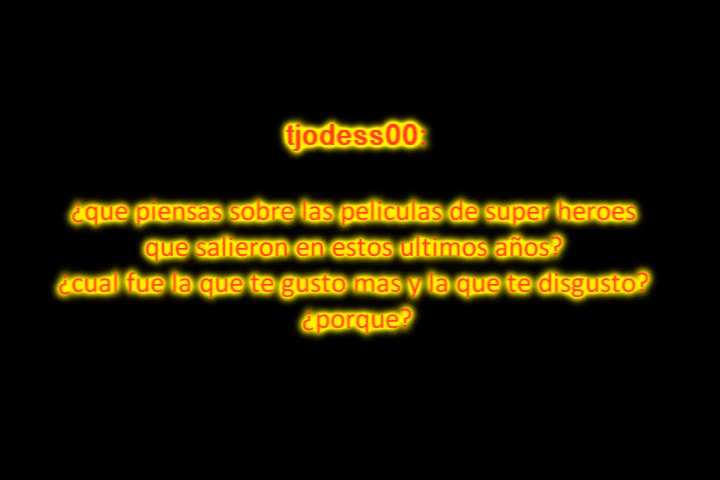 tjodess00:
¿que piensas sobre las peliculas de super heroes
que salieron en estos ultimos años?
¿cual fue la que te gusto mas y la que te disgusto?
¿porque?